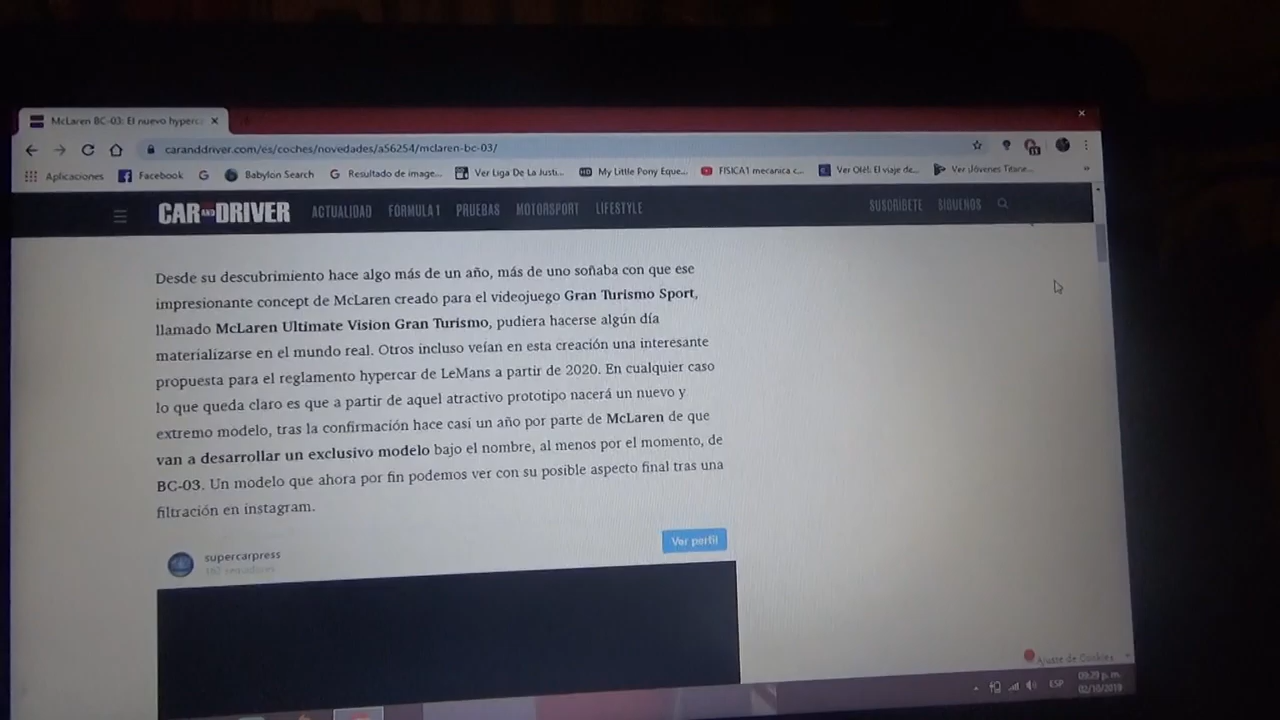 McLaren BC-03: El nuevo hyperc
caranddriver.com/es/coches/novedades/a56254/mclaren-bc-03/
Aplicaciones Facebook Babylon Search Resultado de image... Ver Liga De La Justi... My Little Pony Eque... FISICA1 mecanica c... Ver Olé!: El viaje de... Ver Jóvenes Titane...
CAR AND DRIVER ACTUALIDAD FORMULA 1 PRUEBAS MOTORSPORT LIFESTYLE SUSCRÍBETE SÍGUENOS
Desde su descubrimiento hace algo más de un año, más de uno soñaba con que ese
impresionante concept de McLaren creado para el videojuego Gran Turismo Sport,
llamado McLaren Ultimate Vision Gran Turismo, pudiera hacerse algún día
materializarse en el mundo real. Otros incluso veían en esta creación una interesante
propuesta para el reglamento hypercar de LeMans a partir de 2020. En cualquier caso
lo que queda claro es que a partir de aquel atractivo prototipo nacerá un nuevo y
extremo modelo, tras la confirmación hace casi un año por parte de McLaren de que
van a desarrollar un exclusivo modelo bajo el nombre, al menos por el momento, de
BC-03. Un modelo que ahora por fin podemos ver con su posible aspecto final tras una
filtración en instagram.
supercarpress
Ver perfil
Ajuste de Cookies
ESP
09:29 p.m.
02/10/2019